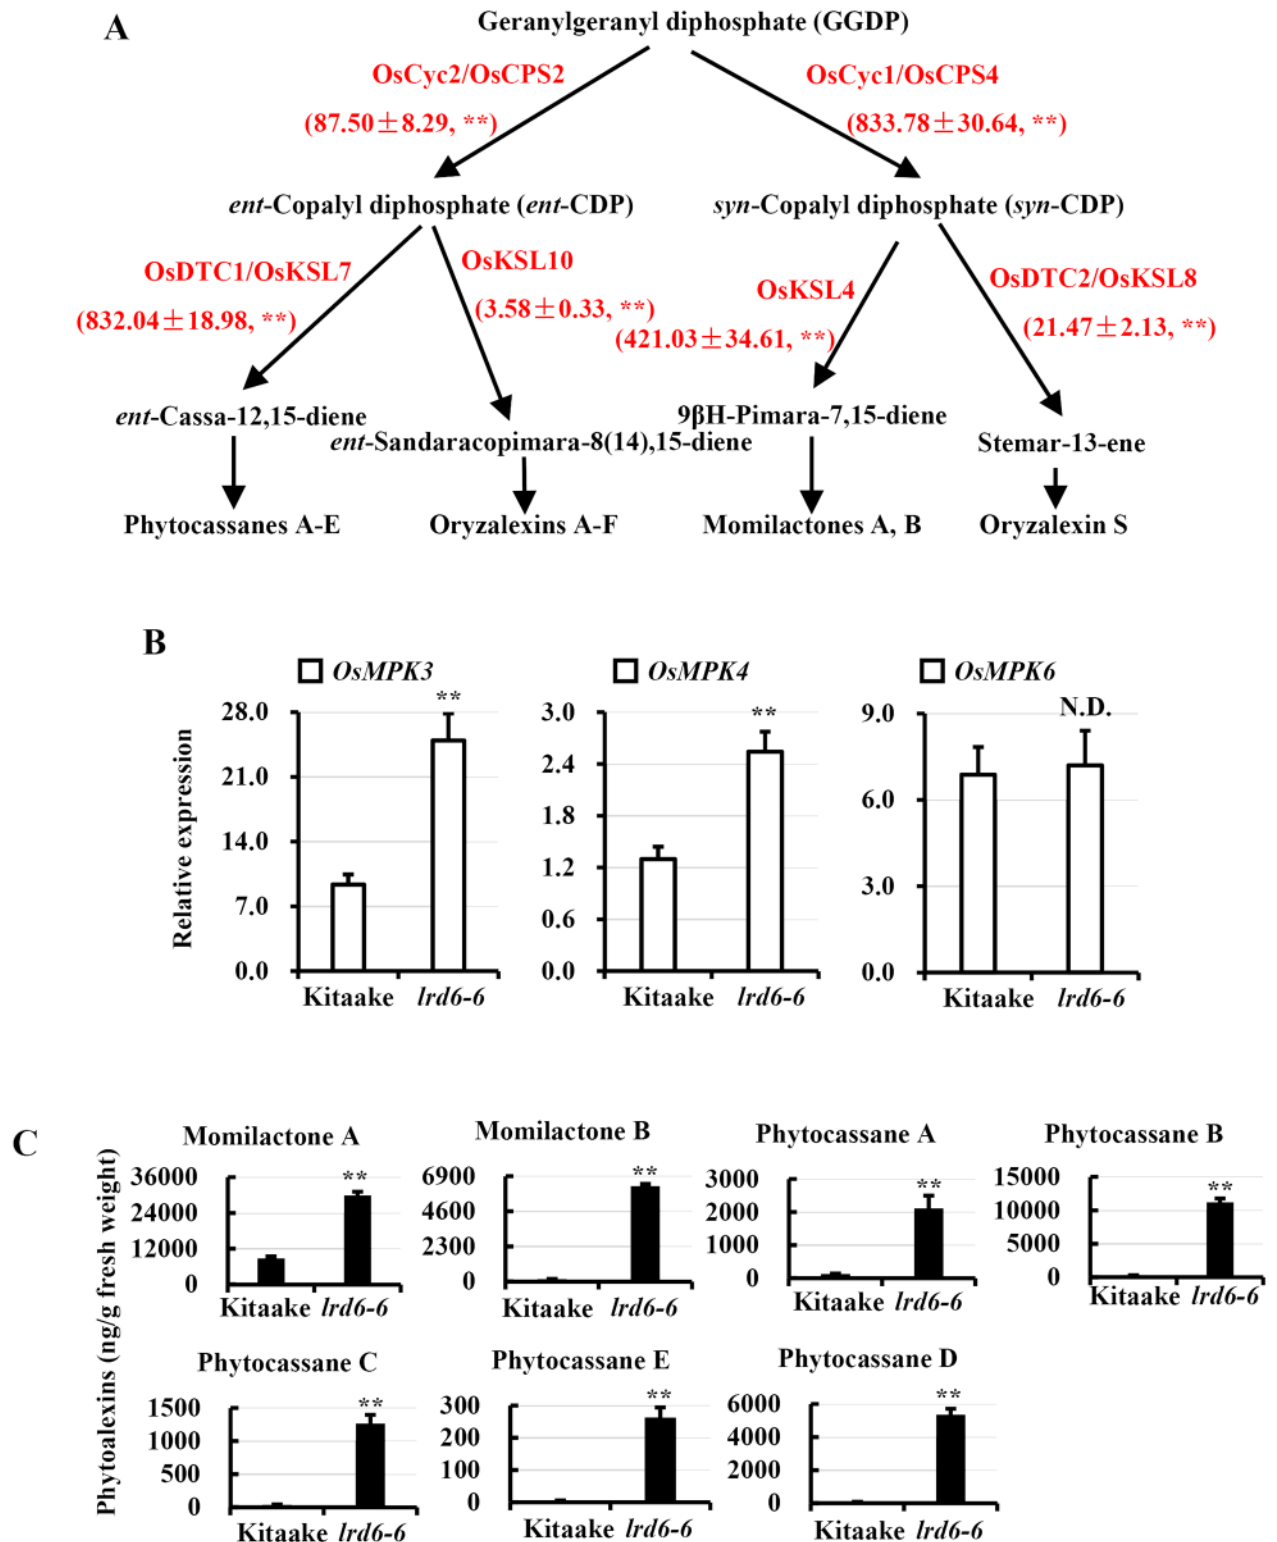 A
Geranylgeranyl diphosphate (GGDP)
OsCyc2/OsCPS2
OsCyc1/OsCPS4
(87.50±8.29, **)
(833.78±30.64, **)
ent-Copalyl diphosphate (ent-CDP)
syn-Copalyl diphosphate (syn-CDP)
OsDTC1/OsKSL7
OsKSL10
OsKSL4
OsDTC2/OsKSL8
(832.04±18.98, **)
(3.58±0.33, **)
(421.03±34.61, **)
(21.47±2.13, **)
ent-Cassa-12,15-diene
ent-Sandaracopimara-8(14),15-diene
9βH-Pimara-7,15-diene
Stemar-13-ene
Phytocassanes A-E
Oryzalexins A-F
Momilactones A, B
Oryzalexin S
B
Relative expression
OsMPK3
**
28.0
21.0
14.0
7.0
0.0
Kitaake lrd6-6
OsMPK4
**
3.0
2.4
1.8
1.2
0.6
0.0
Kitaake lrd6-6
OsMPK6
N.D.
9.0
6.0
3.0
0.0
Kitaake lrd6-6
C
Phytoalexins (ng/g fresh weight)
Momilactone A
**
36000
24000
12000
0
Kitaake lrd6-6
Momilactone B
**
6900
4600
2300
0
Kitaake lrd6-6
Phytocassane A
**
3000
2000
1000
0
Kitaake lrd6-6
Phytocassane B
**
15000
10000
5000
0
Kitaake lrd6-6
Phytocassane C
**
1500
1000
500
0
Kitaake lrd6-6
Phytocassane E
**
300
200
100
0
Kitaake lrd6-6
Phytocassane D
**
6000
4000
2000
0
Kitaake lrd6-6